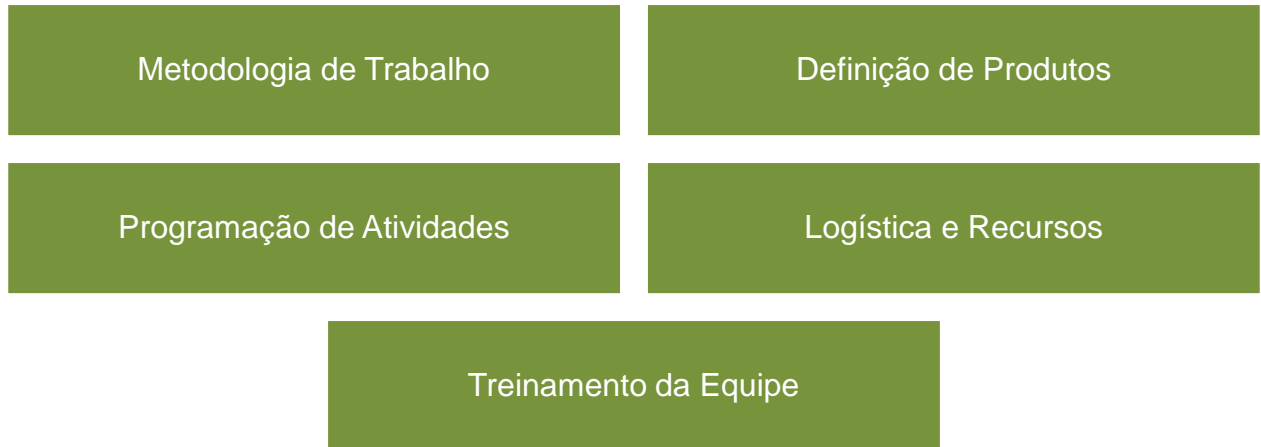 Metodologia de Trabalho
Definição de Produtos
Programação de Atividades
Logística e Recursos
Treinamento da Equipe